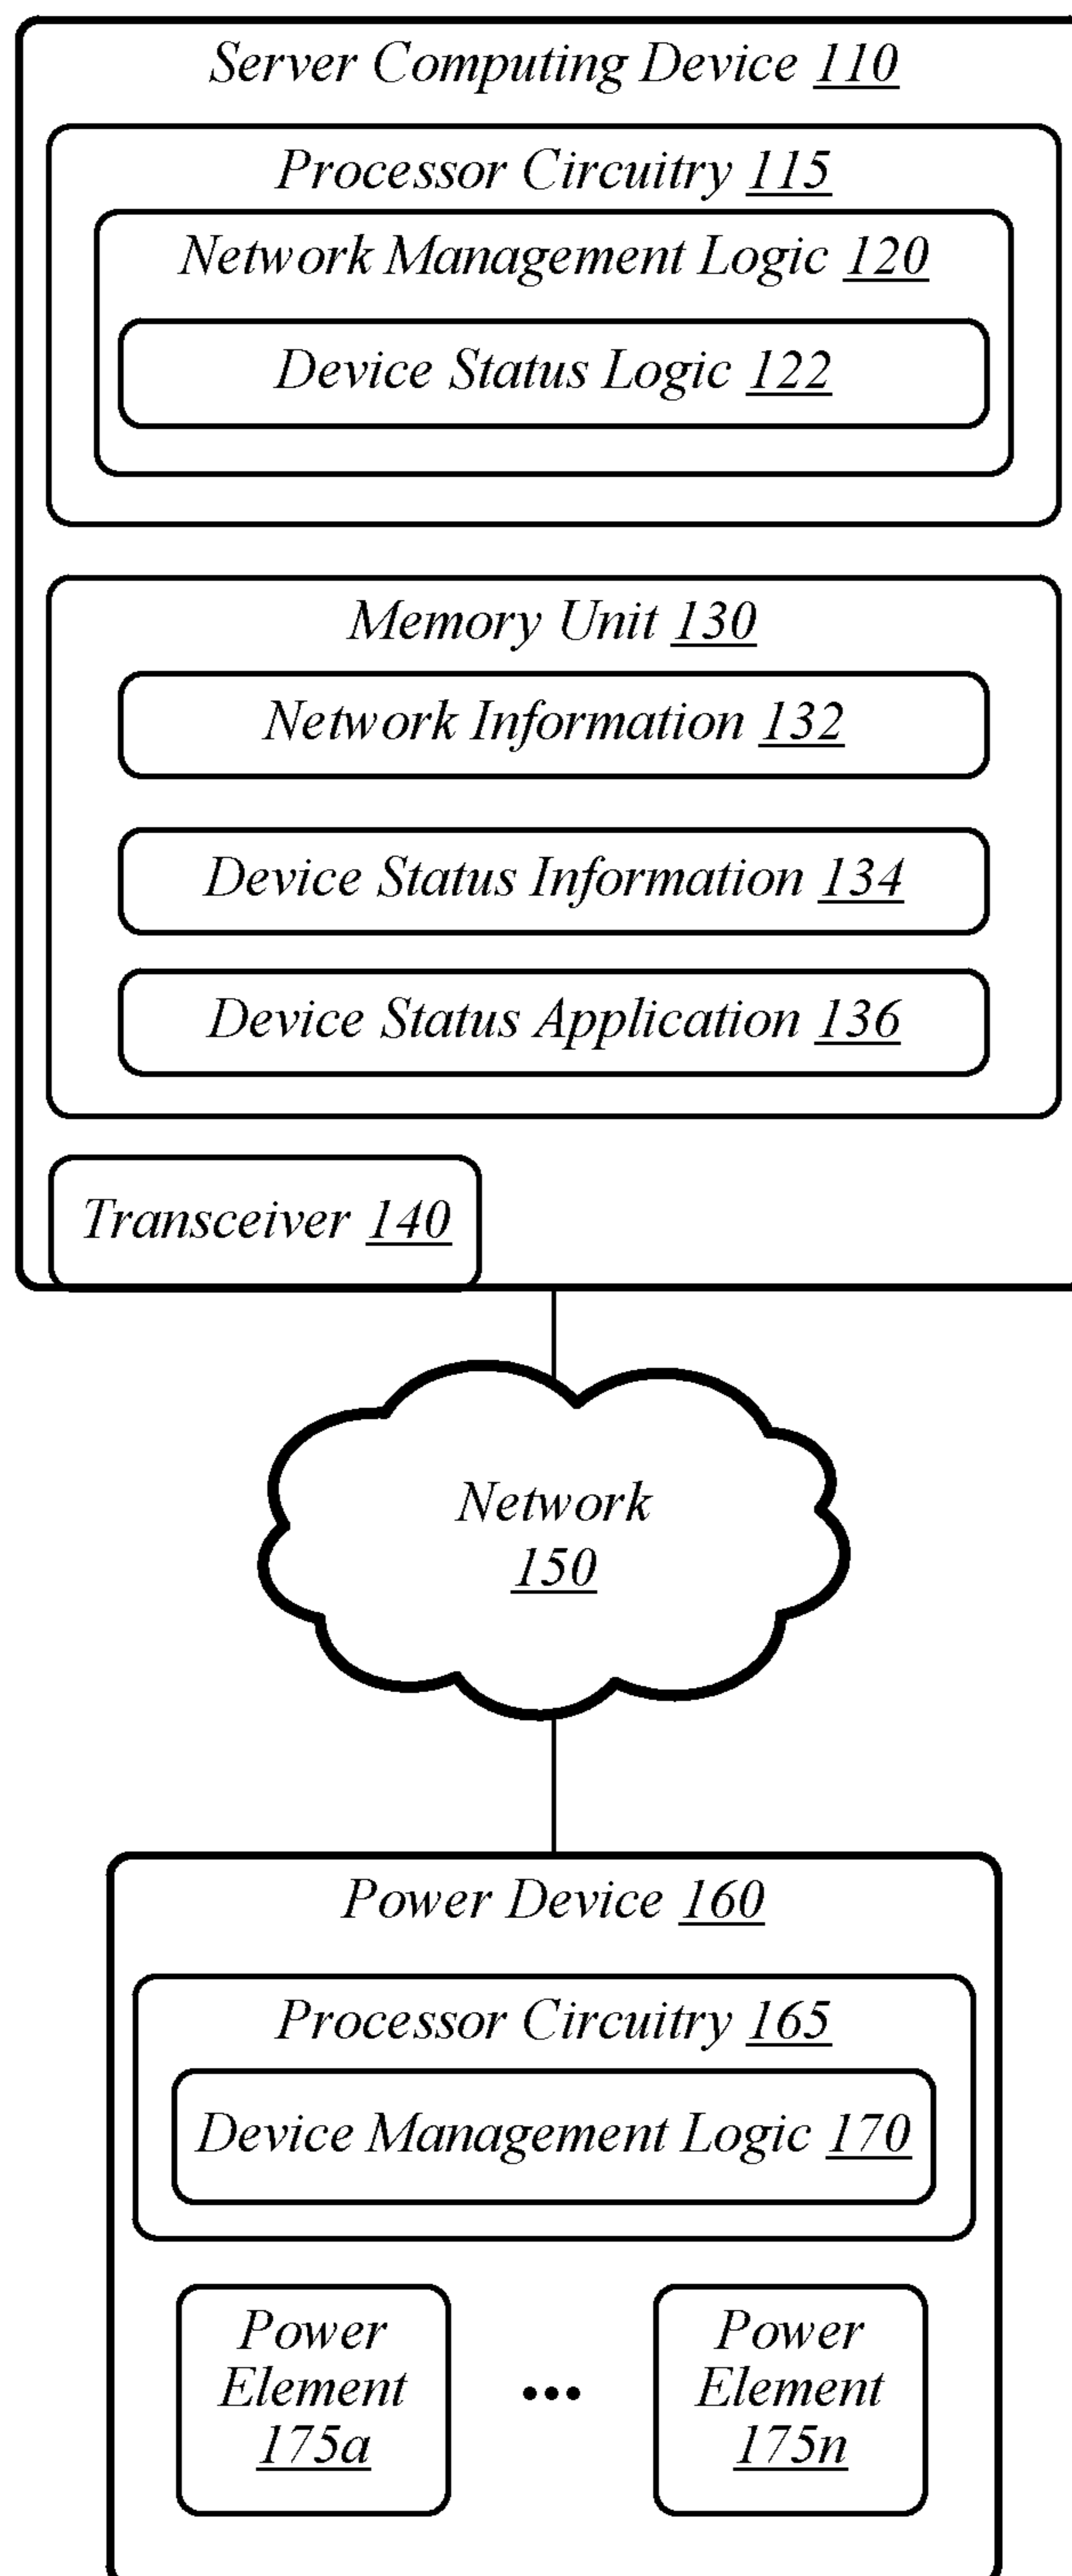 Server Computing Device 110
Processor Circuitry 115
Network Management Logic 120
Device Status Logic 122
Memory Unit 130
Network Information 132
Device Status Information 134
Device Status Application 136
Transceiver 140
Network
150
Power Device 160
Processor Circuitry 165
Device Management Logic 170
Power
Element
175a
•••
Power
Element
175n